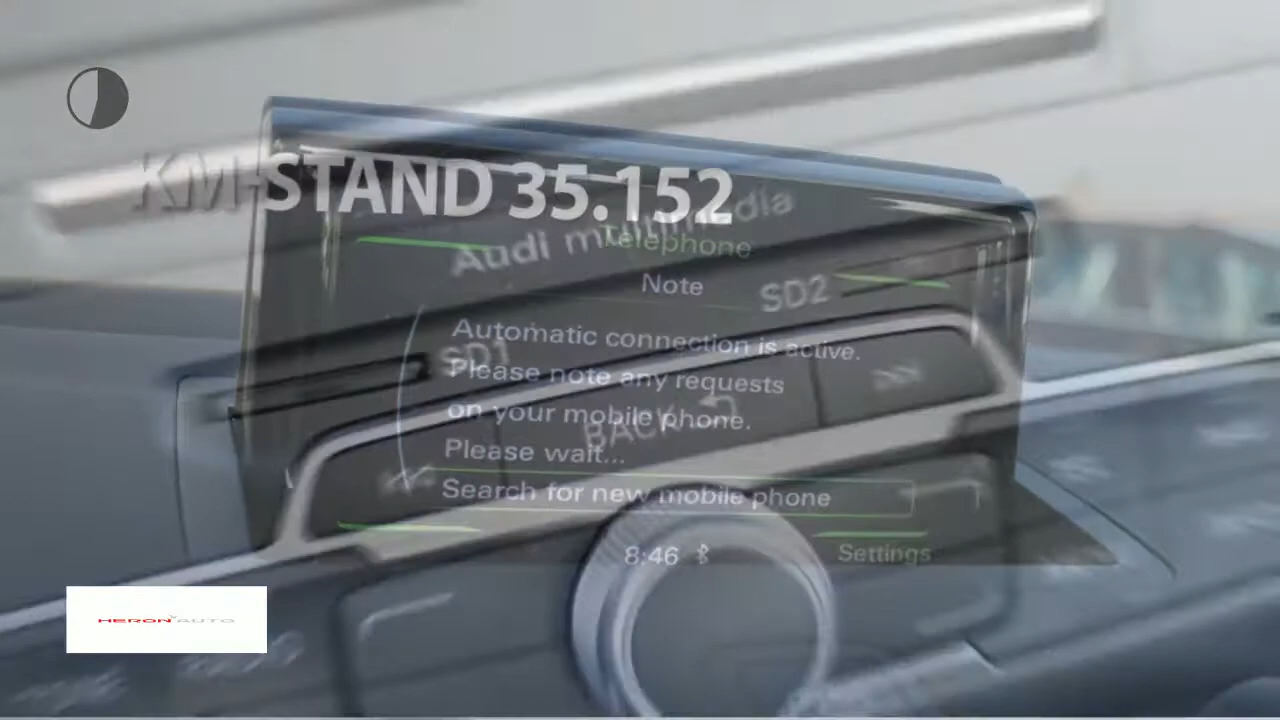 KM-STAND 35.152
Audi multimedia
Telephone
Note
SD2
Automatic connection is active.
SD1
Please note any requests
on your mobile phone.
BACK
Please wait...
Search for new mobile phone
8:46
Settings
HERON AUTO